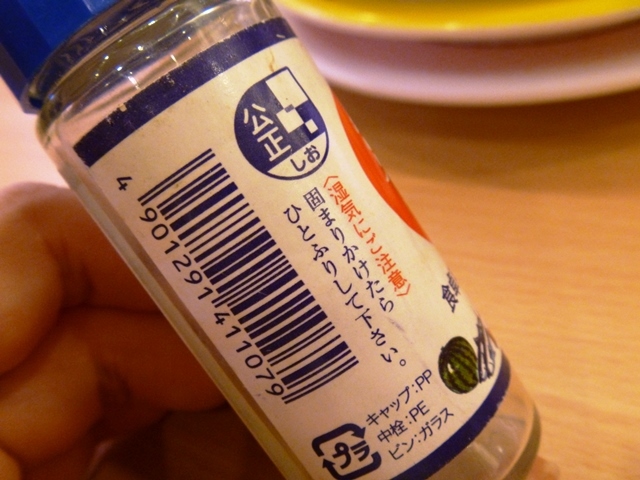 公正
しお
〈湿気にご注意〉
固まりかけたら
ひとふりして下さい。
4 901291 411079
食
キャップ:PP
中栓:PE
ビン:ガラス
プラ